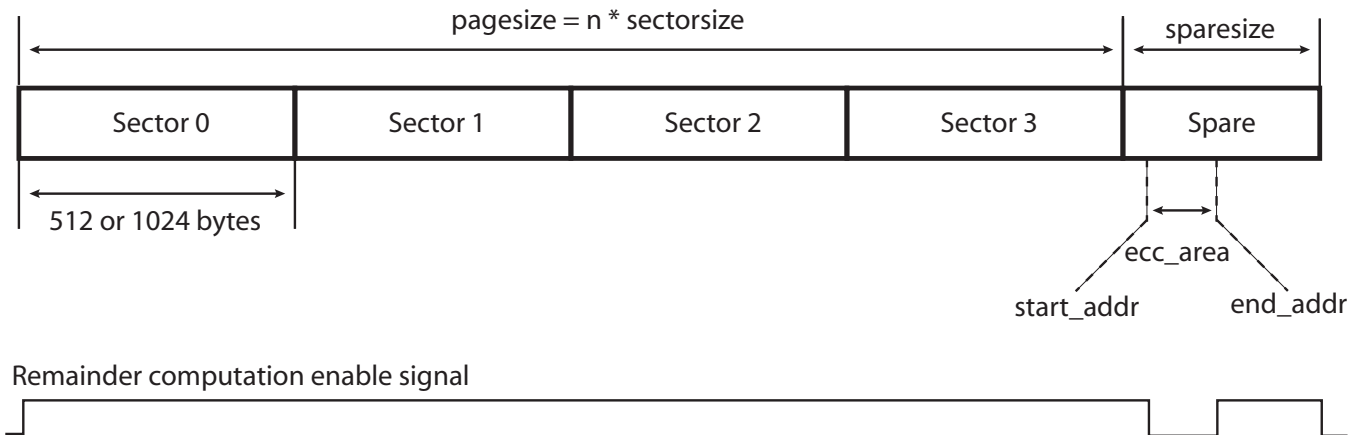 pagesize = n * sectorsize
sparesize
Sector 0
Sector 1
Sector 2
Sector 3
Spare
512 or 1024 bytes
ecc_area
start_addr
end_addr
Remainder computation enable signal